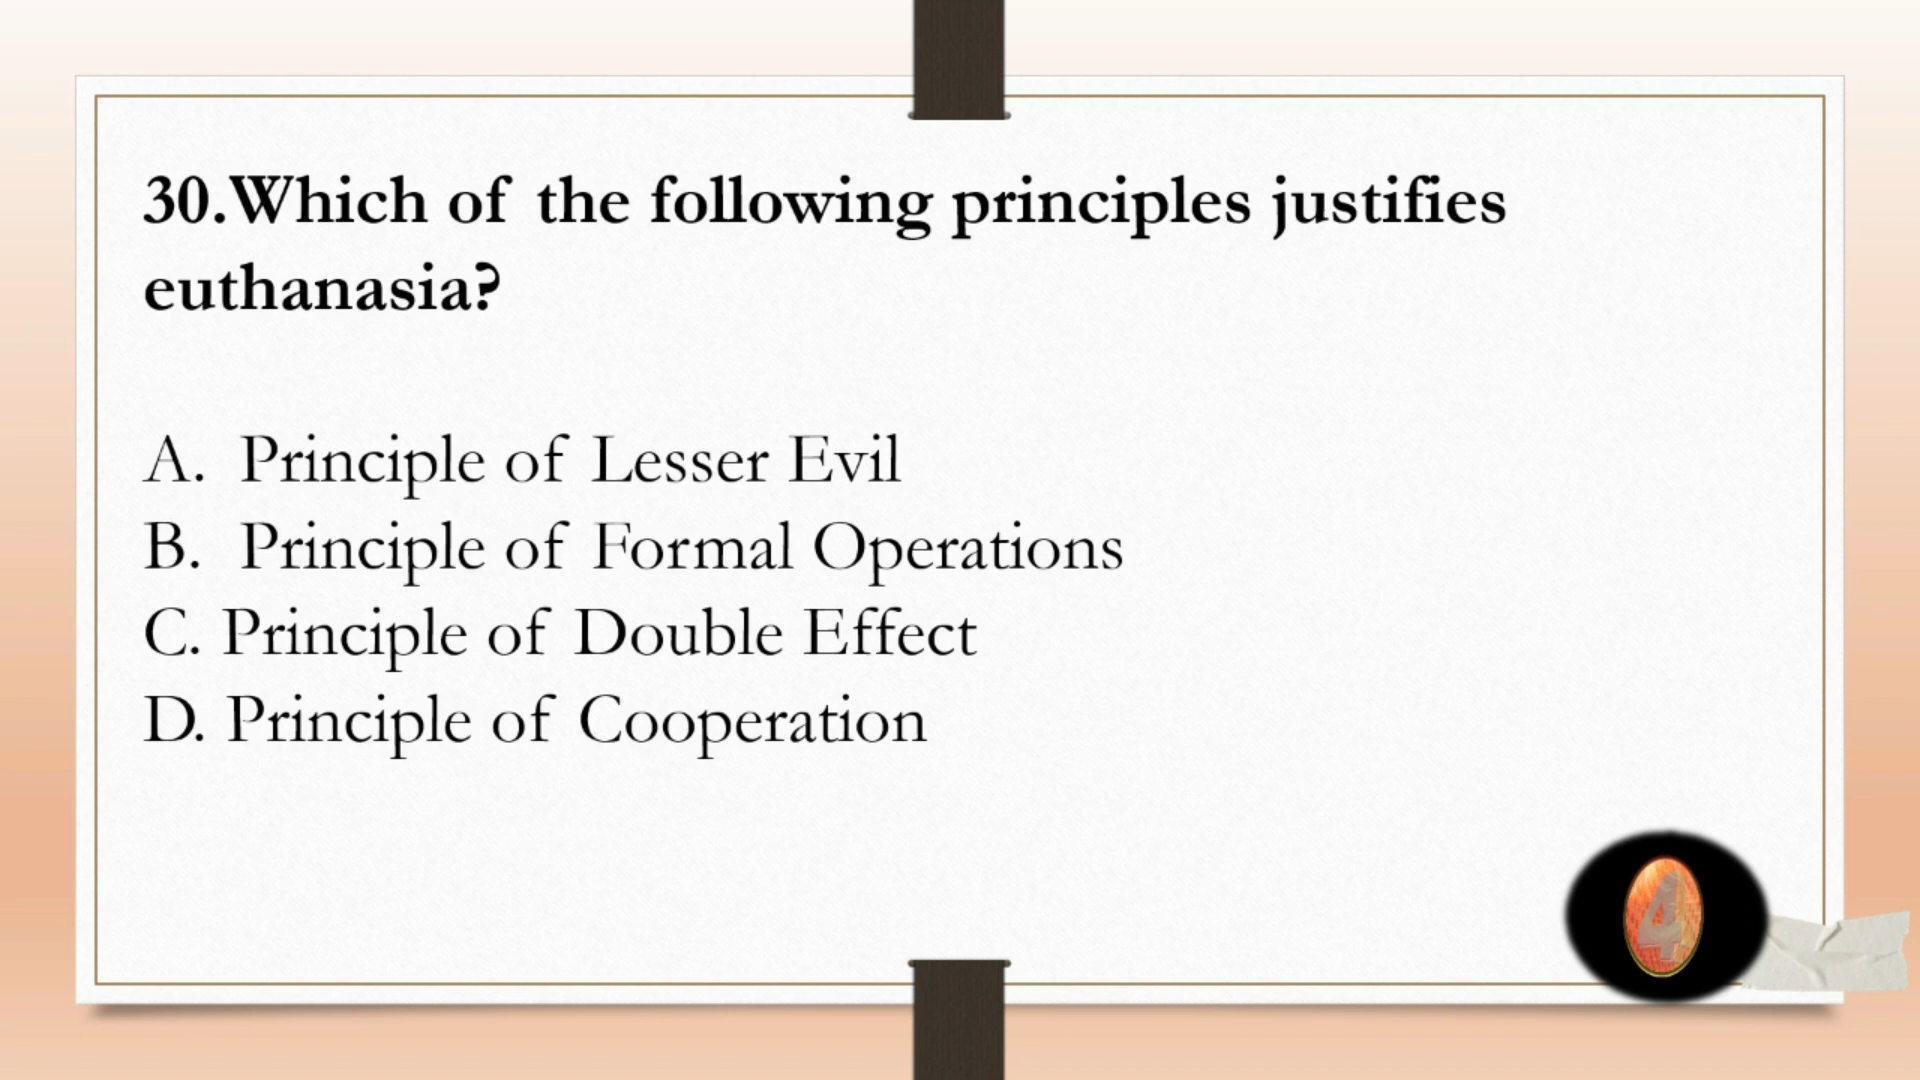 30.Which of the following principles justifies
euthanasia?
A. Principle of Lesser Evil
B. Principle of Formal Operations
C. Principle of Double Effect
D. Principle of Cooperation
4